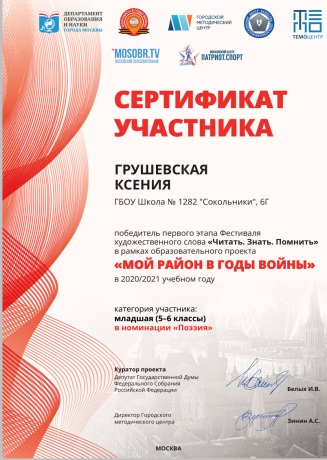 ДЕПАРТАМЕНТ
ОБРАЗОВАНИЯ
И НАУКИ
ГОРОДА МОСКВЫ
ГОРОДСКОЙ
МЕТОДИЧЕСКИЙ
ЦЕНТР
ТЕМОЦЕНТР
MOSOBR.TV
МОСКОВСКИЙ ОБРАЗОВАТЕЛЬНЫЙ
ПАТРИОТ.СПОРТ
СЕРТИФИКАТ
УЧАСТНИКА
ГРУШЕВСКАЯ
КСЕНИЯ
ГБОУ Школа № 1282 "Сокольники", 6Г
победитель первого этапа Фестиваля
художественного слова «Читать. Знать. Помнить»
в рамках образовательного проекта
«МОЙ РАЙОН В ГОДЫ ВОЙНЫ»
в 2020/2021 учебном году
категория участника:
младшая (5–6 классы)
в номинации «Поэзия»
Куратор проекта
Депутат Государственной Думы
Федерального Собрания
Российской Федерации
Белых И.В.
Директор Городского
методического центра
Зинин А.С.
МОСКВА